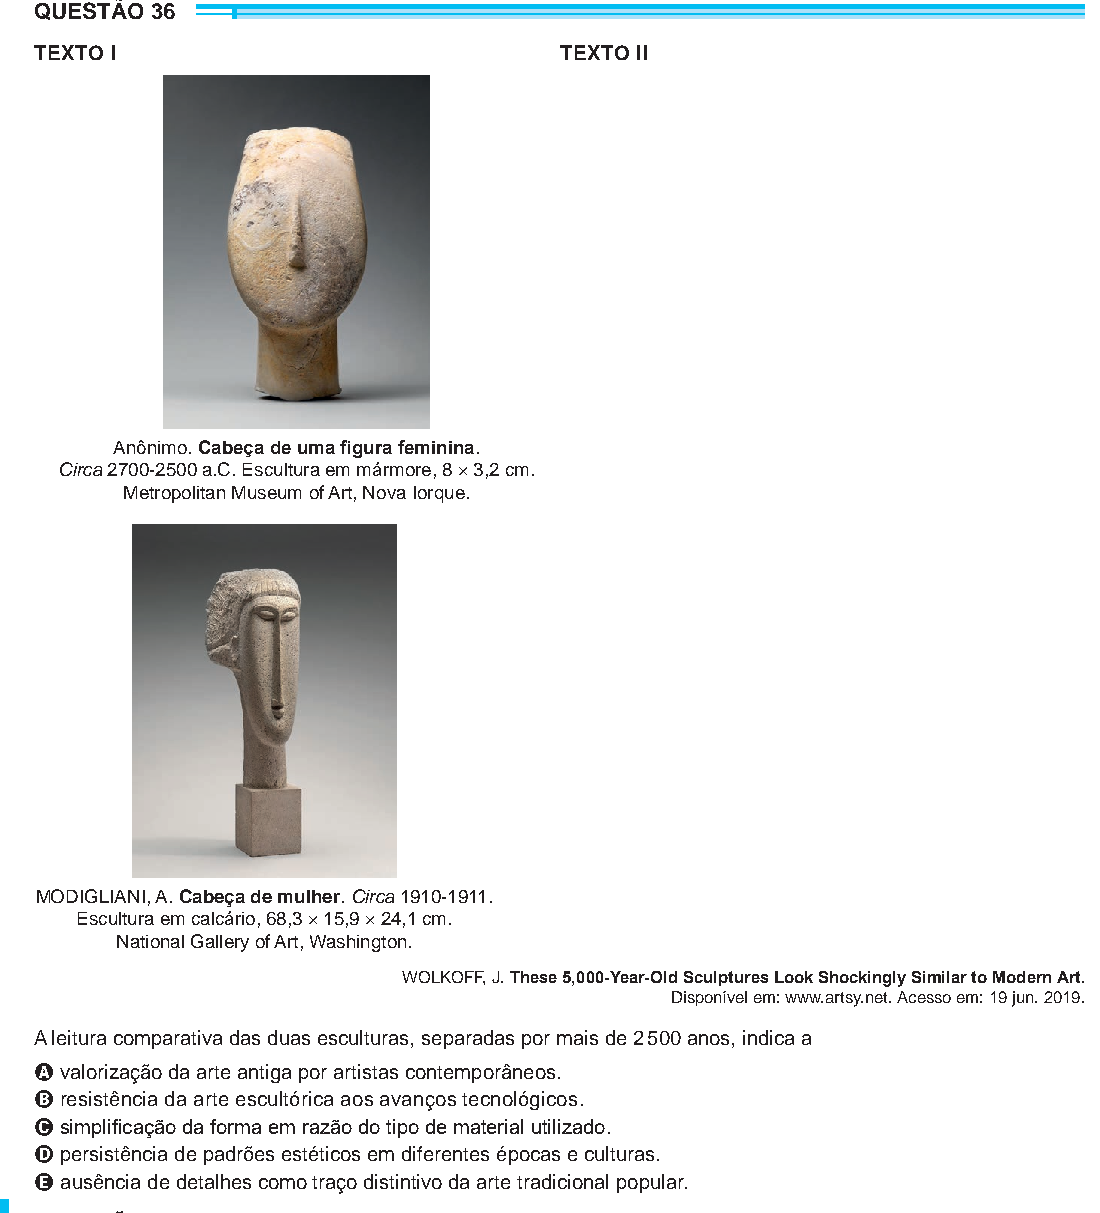 QUESTÃO 36
TEXTO I
TEXTO II
Anônimo. Cabeça de uma figura feminina.
Circa 2700-2500 a.C. Escultura em mármore, 8 × 3,2 cm.
Metropolitan Museum of Art, Nova Iorque.
MODIGLIANI, A. Cabeça de mulher. Circa 1910-1911.
Escultura em calcário, 68,3 × 15,9 × 24,1 cm.
National Gallery of Art, Washington.
WOLKOFF, J. These 5,000-Year-Old Sculptures Look Shockingly Similar to Modern Art.
Disponível em: www.artsy.net. Acesso em: 19 jun. 2019.
A leitura comparativa das duas esculturas, separadas por mais de 2 500 anos, indica a
A valorização da arte antiga por artistas contemporâneos.
B resistência da arte escultórica aos avanços tecnológicos.
C simplificação da forma em razão do tipo de material utilizado.
D persistência de padrões estéticos em diferentes épocas e culturas.
E ausência de detalhes como traço distintivo da arte tradicional popular.